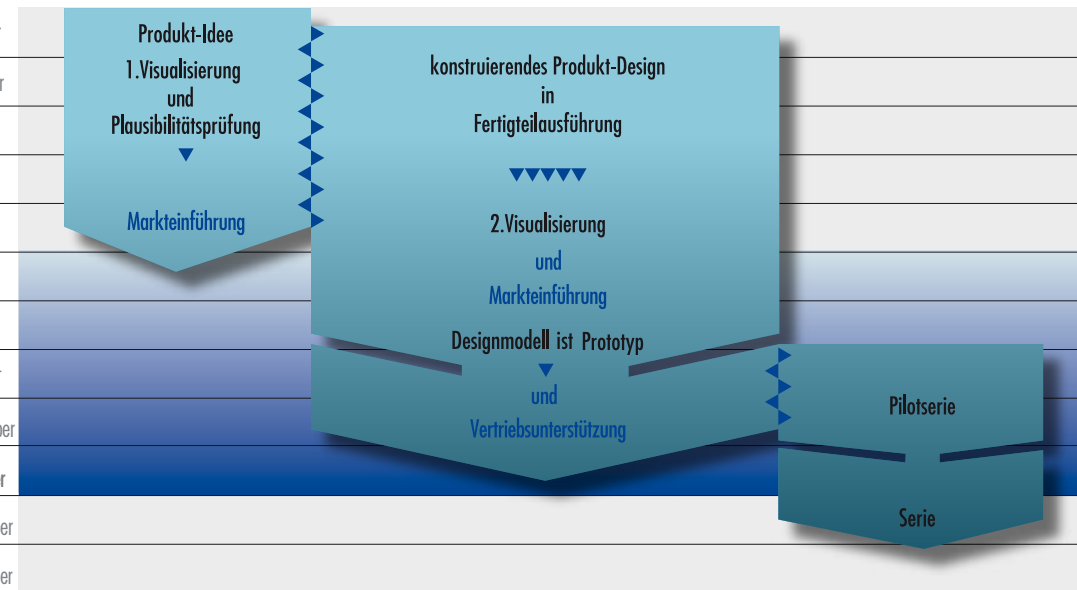 Produkt-Idee
1.Visualisierung
und
Plausibilitätsprüfung
Markteinführung
konstruierendes Produkt-Design
in
Fertigteilausführung
2.Visualisierung
und
Markteinführung
Designmodell ist Prototyp
und
Vertriebsunterstützung
Pilotserie
Serie